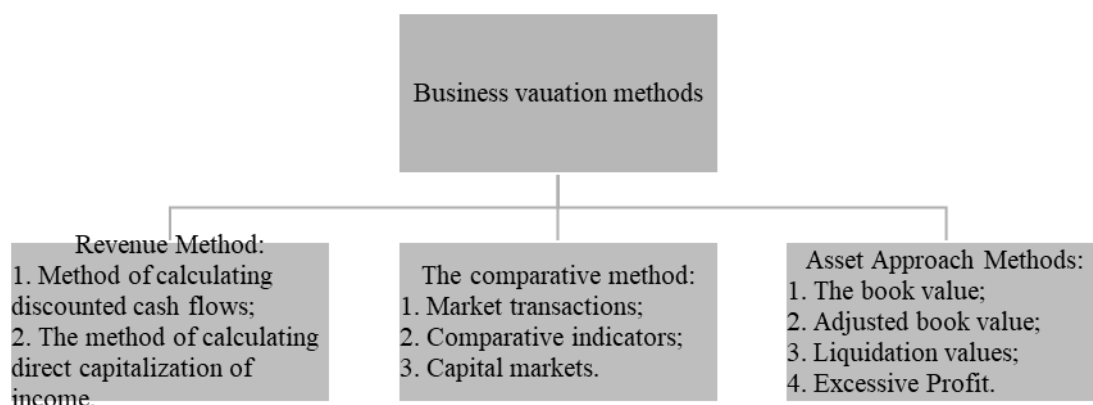 Business vauation methods
Revenue Method:
1. Method of calculating
discounted cash flows;
2. The method of calculating
direct capitalization of
income.
The comparative method:
1. Market transactions;
2. Comparative indicators;
3. Capital markets.
Asset Approach Methods:
1. The book value;
2. Adjusted book value;
3. Liquidation values;
4. Excessive Profit.